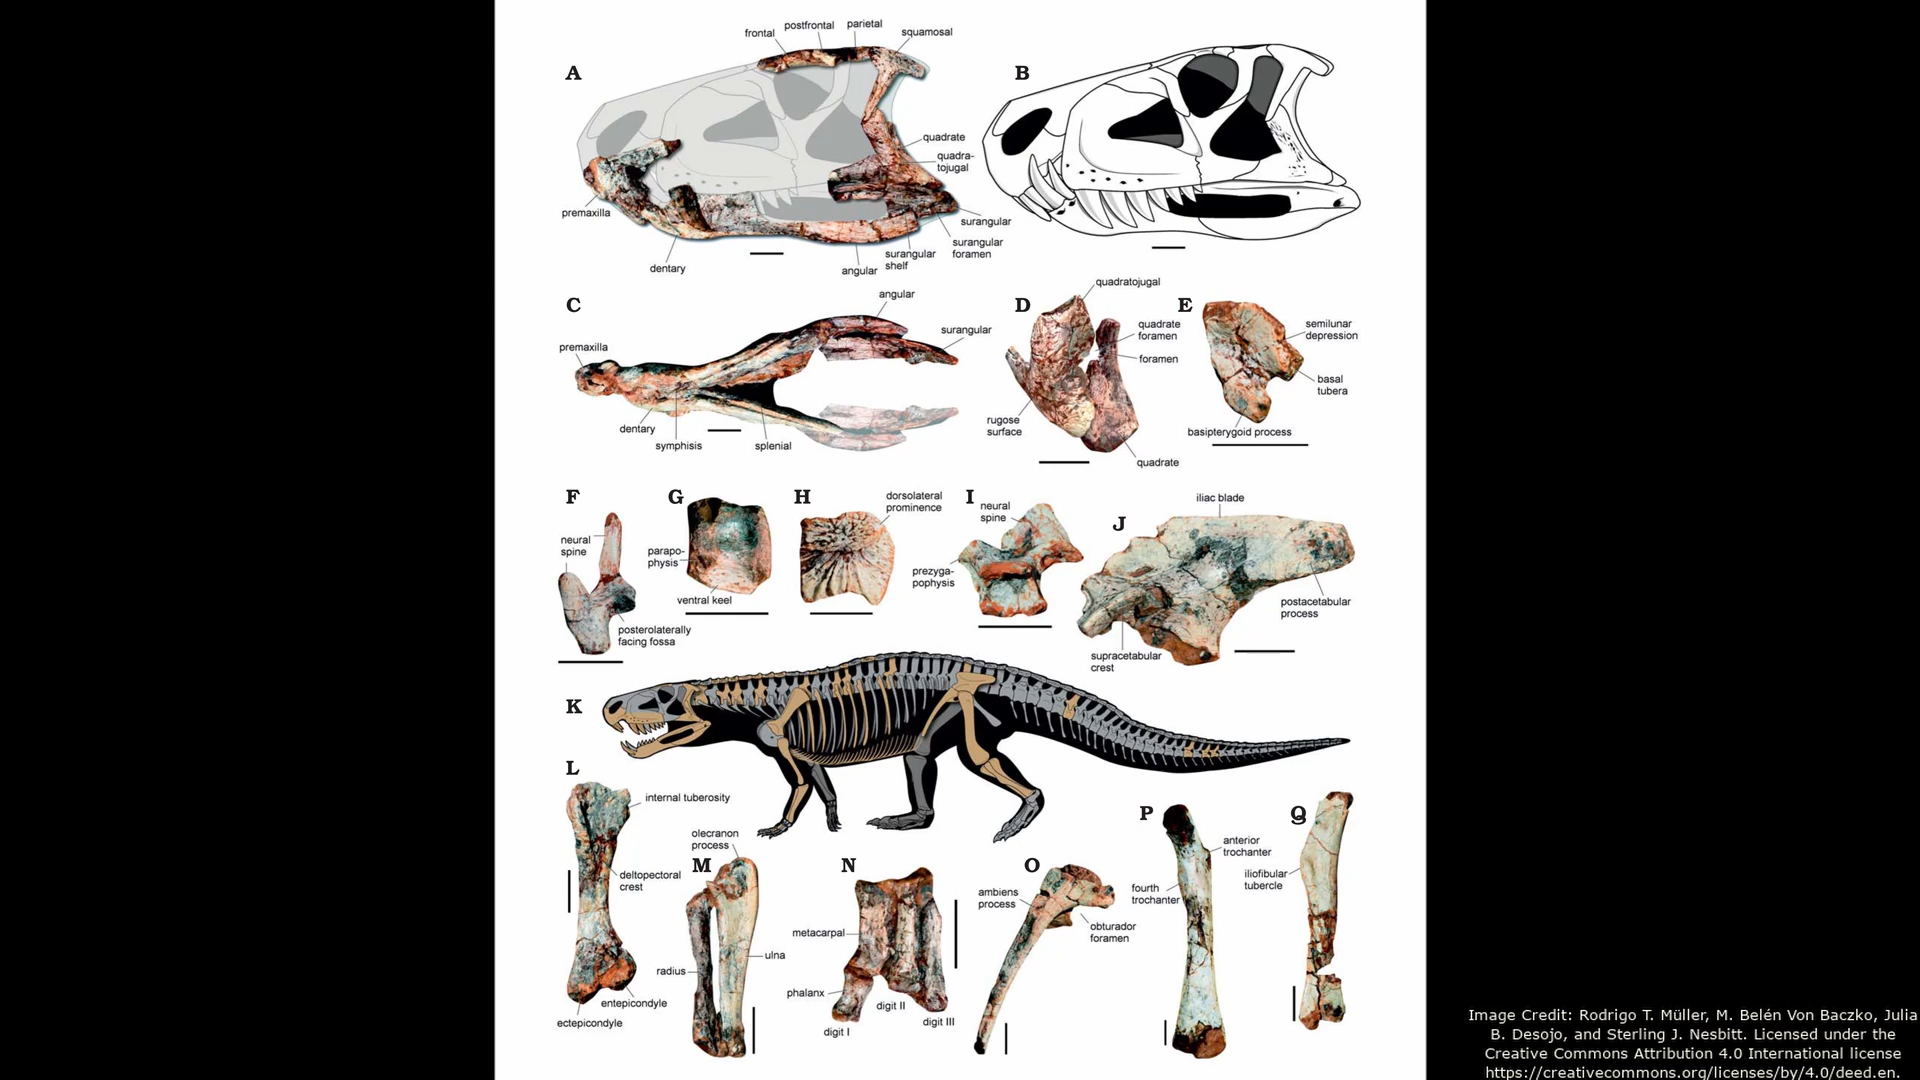 frontal
postfrontal
parietal
squamosal
A
quadrate
quadra-
tojugal
premaxilla
surangular
surangular
foramen
surangular
shelf
angular
dentary
B
C
angular
surangular
premaxilla
dentary
symphisis
splenial
D
quadratojugal
quadrate
foramen
foramen
rugose
surface
quadrate
E
semilunar
depression
basal
tubera
basipterygoid process
F
neural
spine
posterolaterally
facing fossa
G
parapo-
physis
ventral keel
H
dorsolateral
prominence
I
neural
spine
prezyga-
pophysis
J
iliac blade
postacetabular
process
supracetabular
crest
K
L
internal tuberosity
deltopectoral
crest
entepicondyle
ectepicondyle
olecranon
process
M
ulna
radius
N
metacarpal
phalanx
digit I
digit II
digit III
O
ambiens
process
obturador
foramen
P
anterior
trochanter
fourth
trochanter
Q
iliofibular
tubercle
Image Credit: Rodrigo T. Müller, M. Belén Von Baczko, Julia
B. Desojo, and Sterling J. Nesbitt. Licensed under the
Creative Commons Attribution 4.0 International license
https://creativecommons.org/licenses/by/4.0/deed.en.